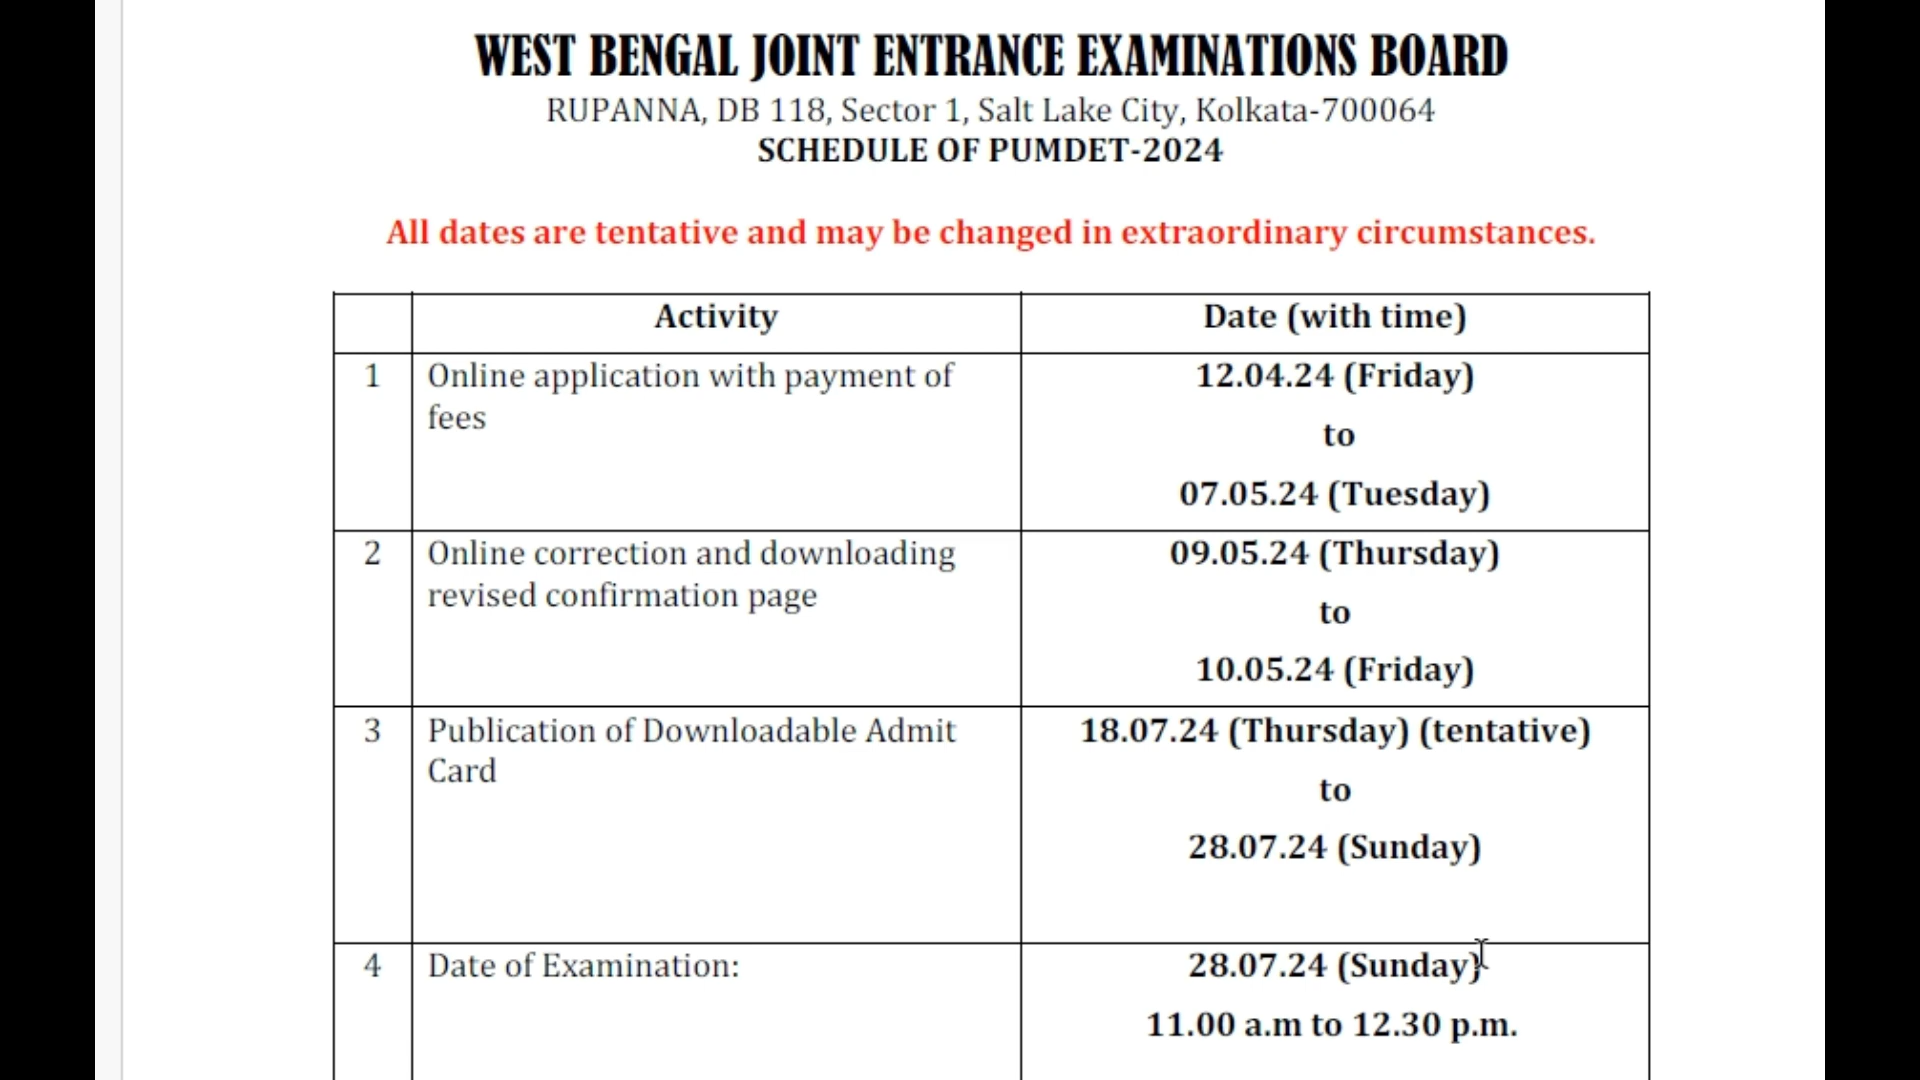 WEST BENGAL JOINT ENTRANCE EXAMINATIONS BOARD
RUPANNA, DB 118, Sector 1, Salt Lake City, Kolkata-700064
SCHEDULE OF PUMDET-2024
All dates are tentative and may be changed in extraordinary circumstances.
Activity
Date (with time)
1
Online application with payment of
fees
12.04.24 (Friday)
to
07.05.24 (Tuesday)
2
Online correction and downloading
revised confirmation page
09.05.24 (Thursday)
to
10.05.24 (Friday)
3
Publication of Downloadable Admit
Card
18.07.24 (Thursday) (tentative)
to
28.07.24 (Sunday)
4
Date of Examination:
28.07.24 (Sunday)
11.00 a.m to 12.30 p.m.